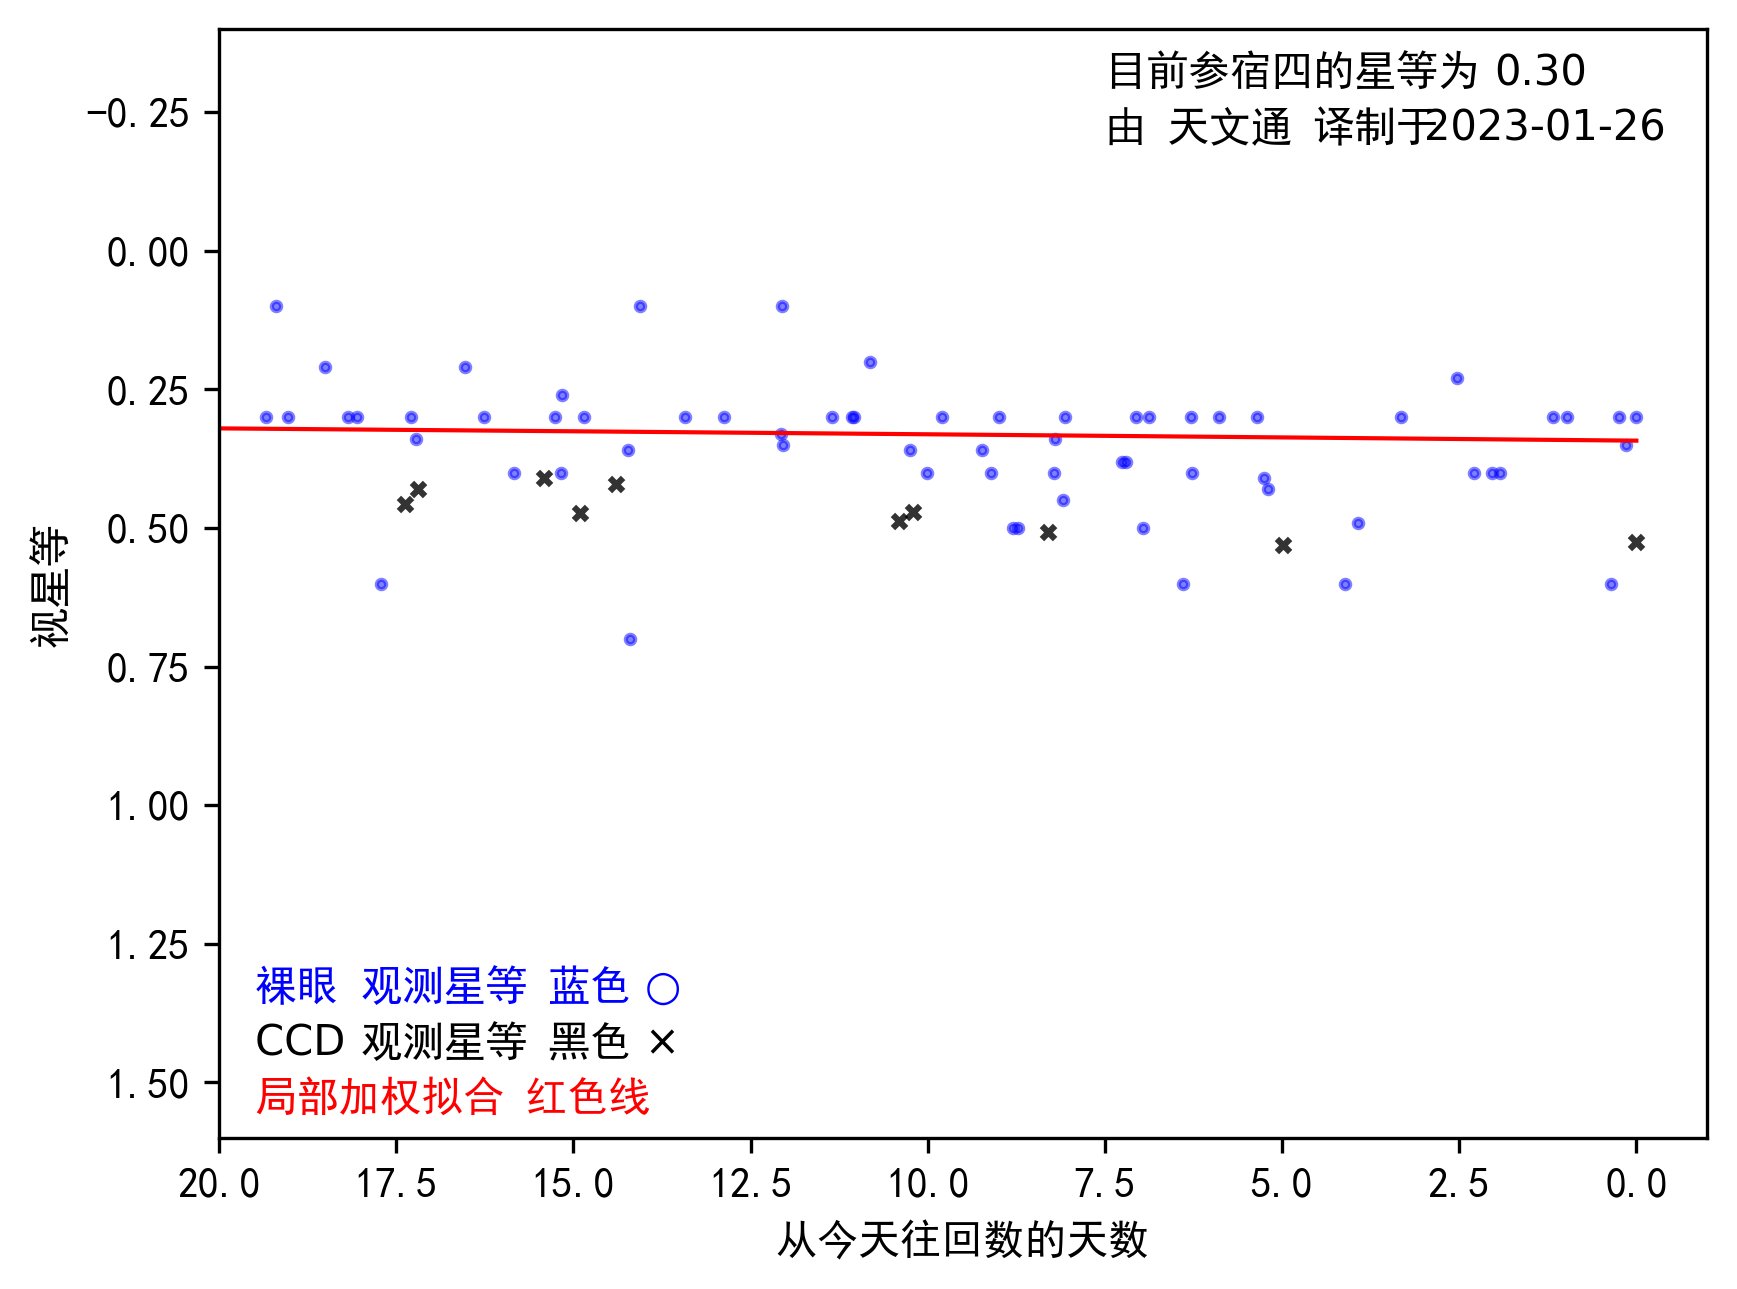 目前参宿四的星等为 0.30
由 天文通 译制于2023-01-26
−0.25
0.00
0.25
0.50
0.75
1.00
1.25
1.50
视星等
裸眼 观测星等 蓝色 ○
CCD 观测星等 黑色 ×
局部加权拟合 红色线
20.0 17.5 15.0 12.5 10.0 7.5 5.0 2.5 0.0
从今天往回数的天数